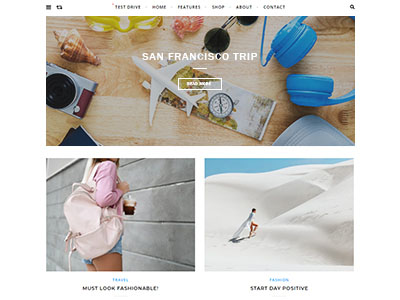 TEST DRIVE HOME FEATURES SHOP ABOUT CONTACT
SAN FRANCISCO TRIP
READ MORE
TRAVEL
FASHION
MUST LOOK FASHIONABLE!
START DAY POSITIVE